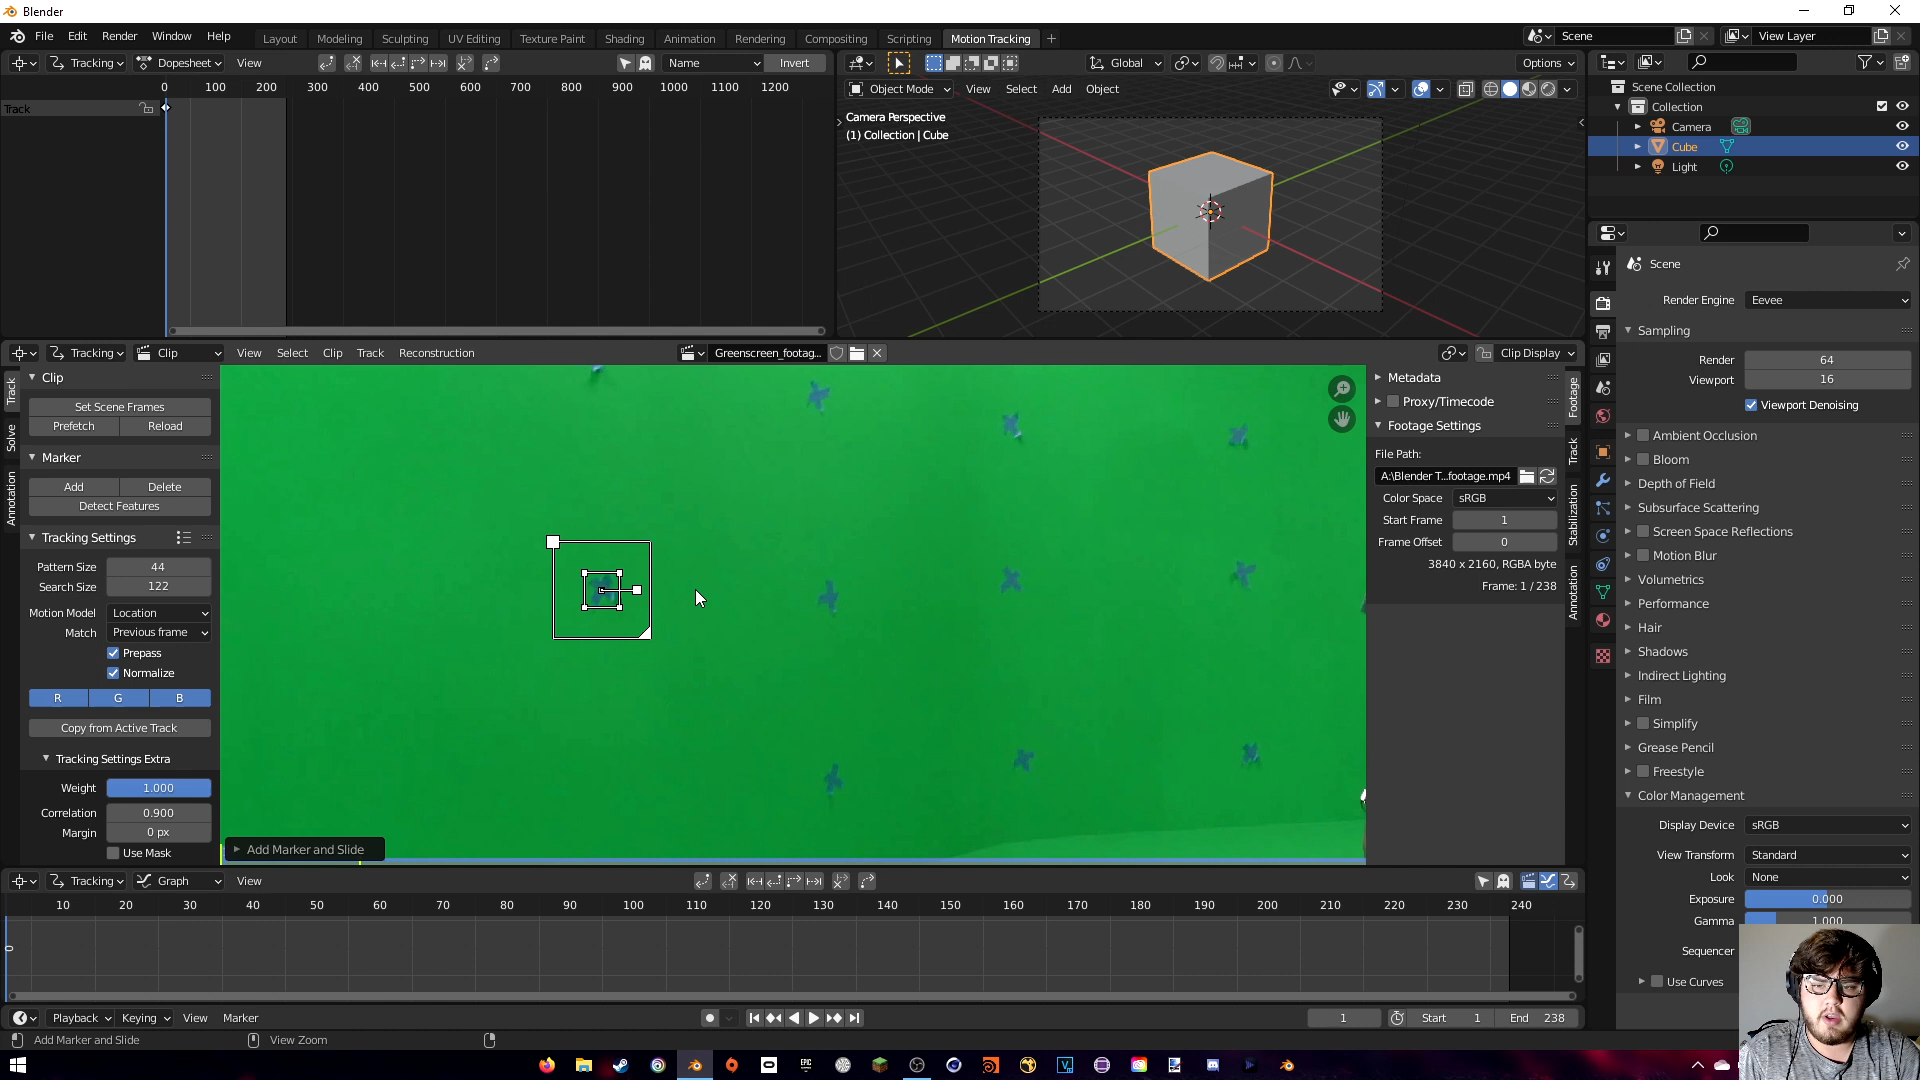 Blender
File Edit Render Window Help
Layout Modeling Sculpting UV Editing Texture Paint Shading Animation Rendering Compositing Scripting Motion Tracking
Scene View Layer
Tracking Dopesheet View Name Invert
0 100 200 300 400 500 600 700 800 900 1000 1100 1200
Track
Global Options
Object Mode View Select Add Object
Camera Perspective
(1) Collection | Cube
Scene Collection
Collection
Camera
Cube
Light
Tracking Clip View Select Clip Track Reconstruction Greenscreen_footag... Clip Display
Track
Solve
Annotation
Clip
Set Scene Frames
Prefetch Reload
Marker
Add Delete
Detect Features
Tracking Settings
Pattern Size 44
Search Size 122
Motion Model Location
Match Previous frame
Prepass
Normalize
R G B
Copy from Active Track
Tracking Settings Extra
Weight 1.000
Correlation 0.900
Margin 0 px
Use Mask
Add Marker and Slide
Metadata
Proxy/Timecode
Footage Settings
File Path:
A:\Blender T...footage.mp4
Color Space sRGB
Start Frame 1
Frame Offset 0
3840 x 2160, RGBA byte
Frame: 1 / 238
Footage
Track
Stabilization
Annotation
Scene
Render Engine Eevee
Sampling
Render 64
Viewport 16
Viewport Denoising
Ambient Occlusion
Bloom
Depth of Field
Subsurface Scattering
Screen Space Reflections
Motion Blur
Volumetrics
Performance
Hair
Shadows
Indirect Lighting
Film
Simplify
Grease Pencil
Freestyle
Color Management
Display Device sRGB
View Transform Standard
Look None
Exposure 0.000
Gamma 1.000
Sequencer
Use Curves
Tracking Graph View
10 20 30 40 50 60 70 80 90 100 110 120 130 140 150 160 170 180 190 200 210 220 230 240
0
Playback Keying View Marker 1 Start 1 End 238
Add Marker and Slide View Zoom
EPIC